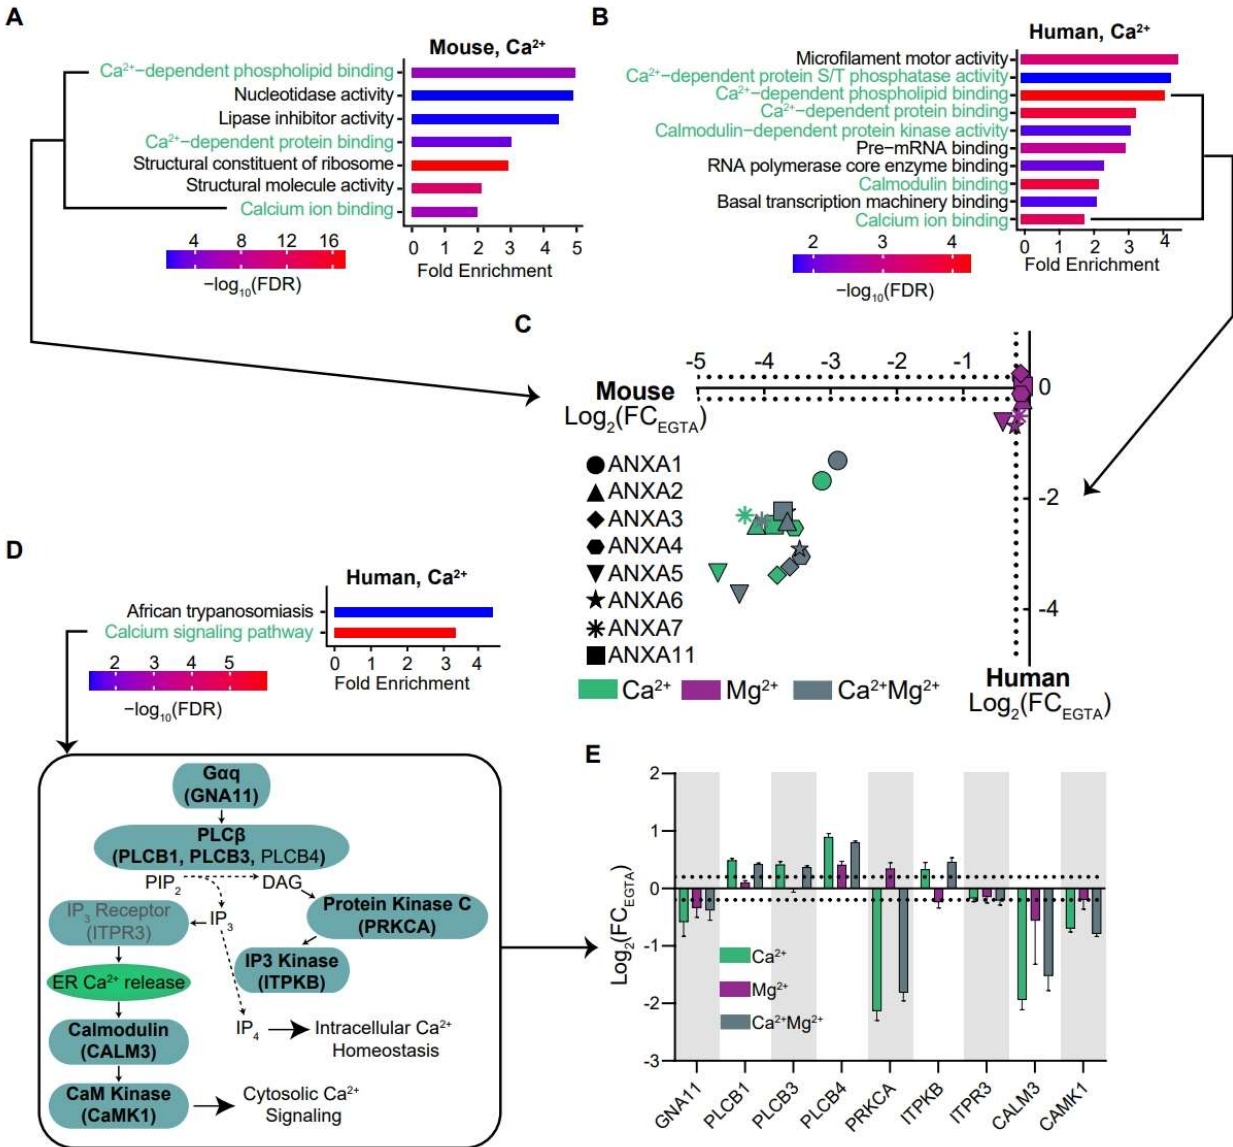 A
Mouse, Ca²⁺
Ca²⁺−dependent phospholipid binding
Nucleotidase activity
Lipase inhibitor activity
Ca²⁺−dependent protein binding
Structural constituent of ribosome
Structural molecule activity
Calcium ion binding
0 1 2 3 4 5
Fold Enrichment
4 8 12 16
−log₁₀(FDR)
B
Human, Ca²⁺
Microfilament motor activity
Ca²⁺−dependent protein S/T phosphatase activity
Ca²⁺−dependent phospholipid binding
Ca²⁺−dependent protein binding
Calmodulin−dependent protein kinase activity
Pre−mRNA binding
RNA polymerase core enzyme binding
Calmodulin binding
Basal transcription machinery binding
Calcium ion binding
0 1 2 3 4
Fold Enrichment
2 3 4
−log₁₀(FDR)
C
-5 -4 -3 -2 -1
0
-2
-4
Mouse
Log₂(FC_EGTA)
ANXA1
ANXA2
ANXA3
ANXA4
ANXA5
ANXA6
ANXA7
ANXA11
Ca²⁺ Mg²⁺ Ca²⁺Mg²⁺
Human
Log₂(FC_EGTA)
D
Human, Ca²⁺
African trypanosomiasis
Calcium signaling pathway
0 1 2 3 4
Fold Enrichment
2 3 4 5
−log₁₀(FDR)
Gαq
(GNA11)
PLCβ
(PLCB1, PLCB3, PLCB4)
PIP₂ DAG
IP₃ Receptor
(ITPR3)
IP₃
Protein Kinase C
(PRKCA)
IP3 Kinase
(ITPKB)
ER Ca²⁺ release
Calmodulin
(CALM3)
IP₄
Intracellular Ca²⁺
Homeostasis
CaM Kinase
(CaMK1)
Cytosolic Ca²⁺
Signaling
E
2
1
0
-1
-2
-3
Log₂(FC_EGTA)
Ca²⁺
Mg²⁺
Ca²⁺Mg²⁺
GNA11
PLCB1
PLCB3
PLCB4
PRKCA
ITPKB
ITPR3
CALM3
CAMK1